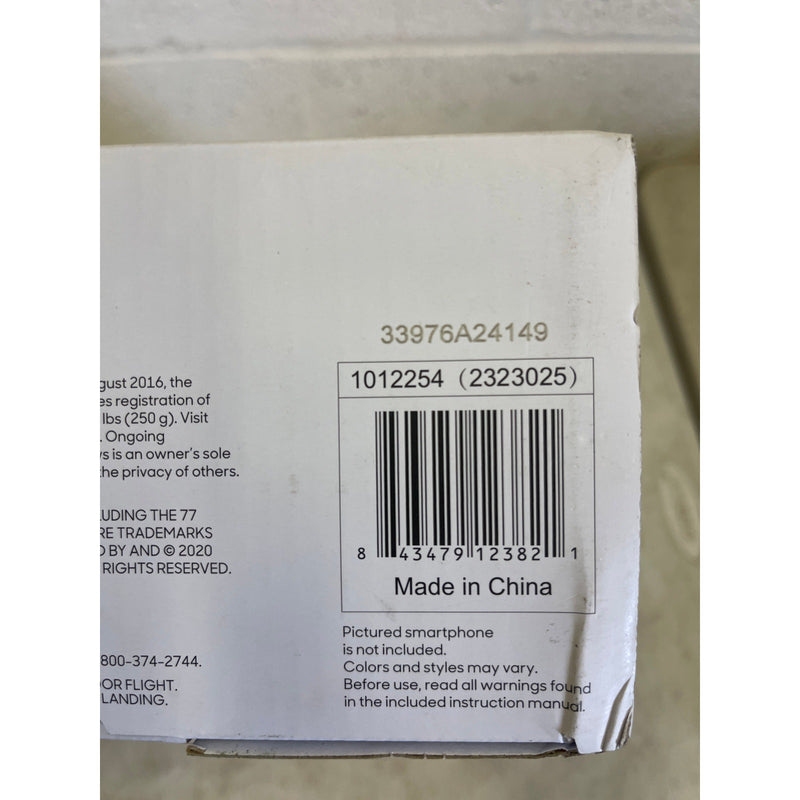 gust 2016, the
es registration of
lbs (250 g). Visit
. Ongoing
s is an owner's sole
the privacy of others.
LUDING THE 77
RE TRADEMARKS
D BY AND © 2020
RIGHTS RESERVED.
800-374-2744.
OR FLIGHT.
LANDING.
33976A24149
1012254 (2323025)
8 43479 12382 1
Made in China
Pictured smartphone
is not included.
Colors and styles may vary.
Before use, read all warnings found
in the included instruction manual.